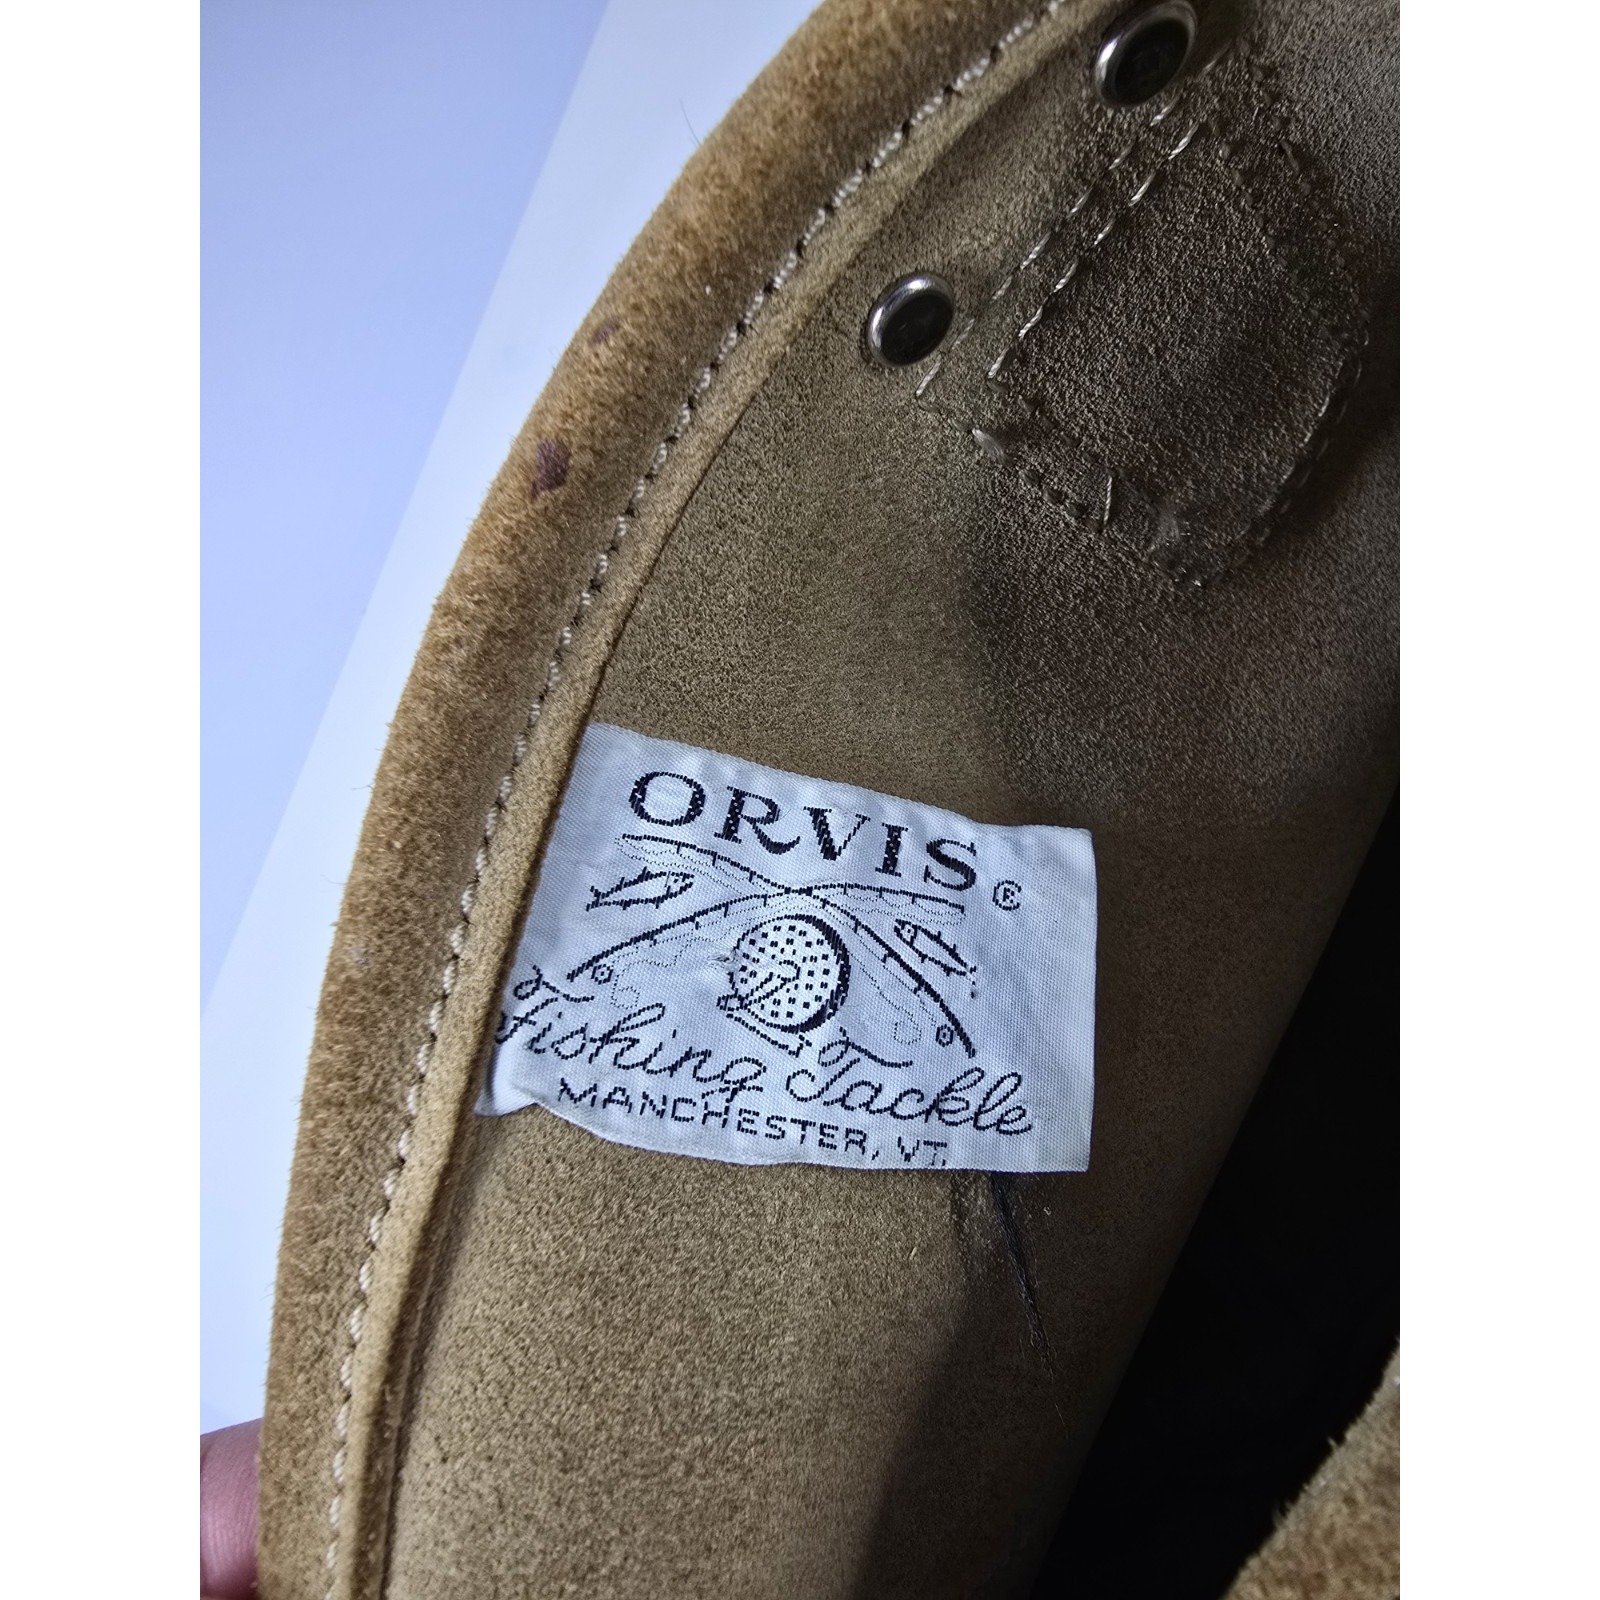 ORVIS®
Fishing Tackle
MANCHESTER, VT.